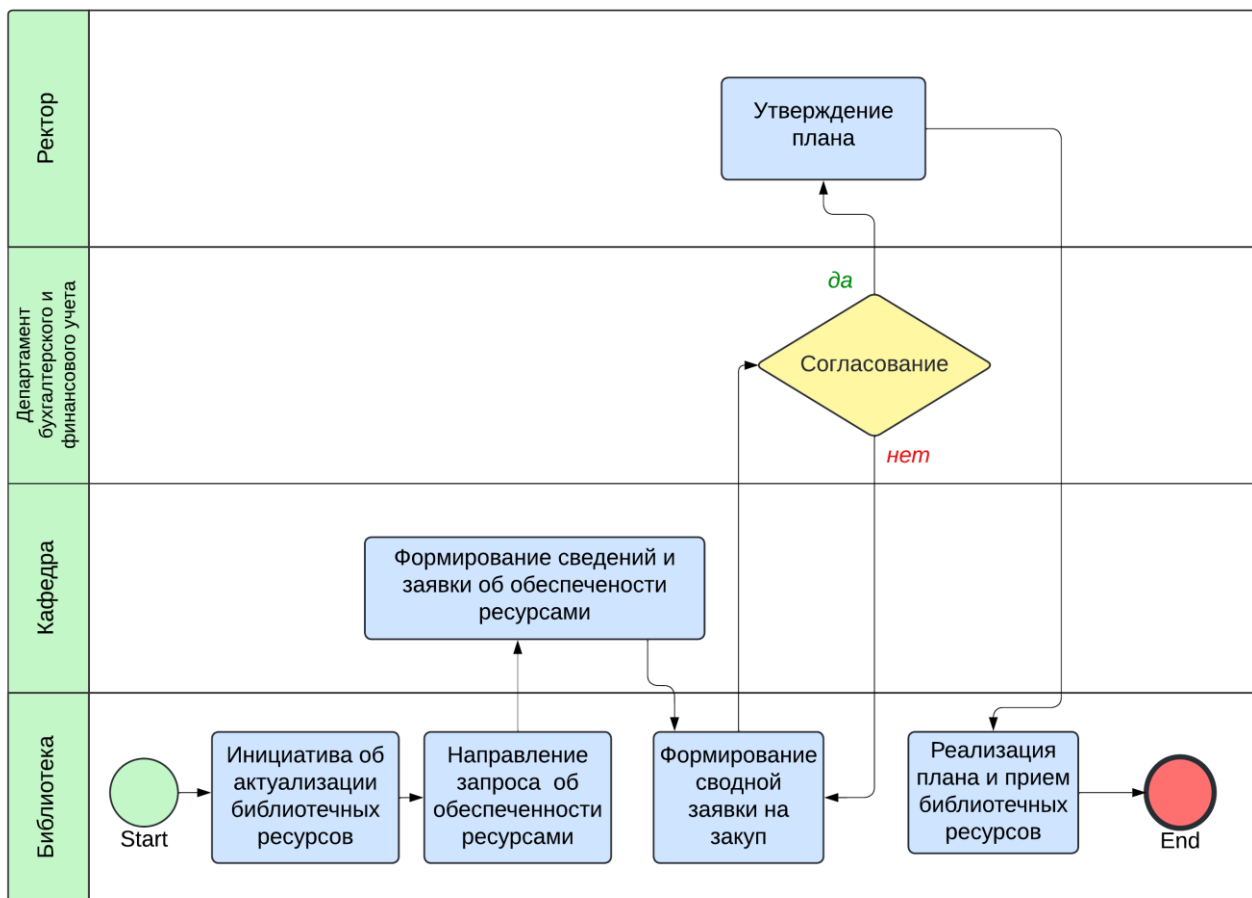 Ректор
Утверждение
плана
Департамент
бухгалтерского и
финансового учета
да
Согласование
нет
Кафедра
Формирование сведений и
заявки об обеспечености
ресурсами
Библиотека
Start
Инициатива об
актуализации
библиотечных
ресурсов
Направление
запроса об
обеспеченности
ресурсами
Формирование
сводной
заявки на
закуп
Реализация
плана и прием
библиотечных
ресурсов
End